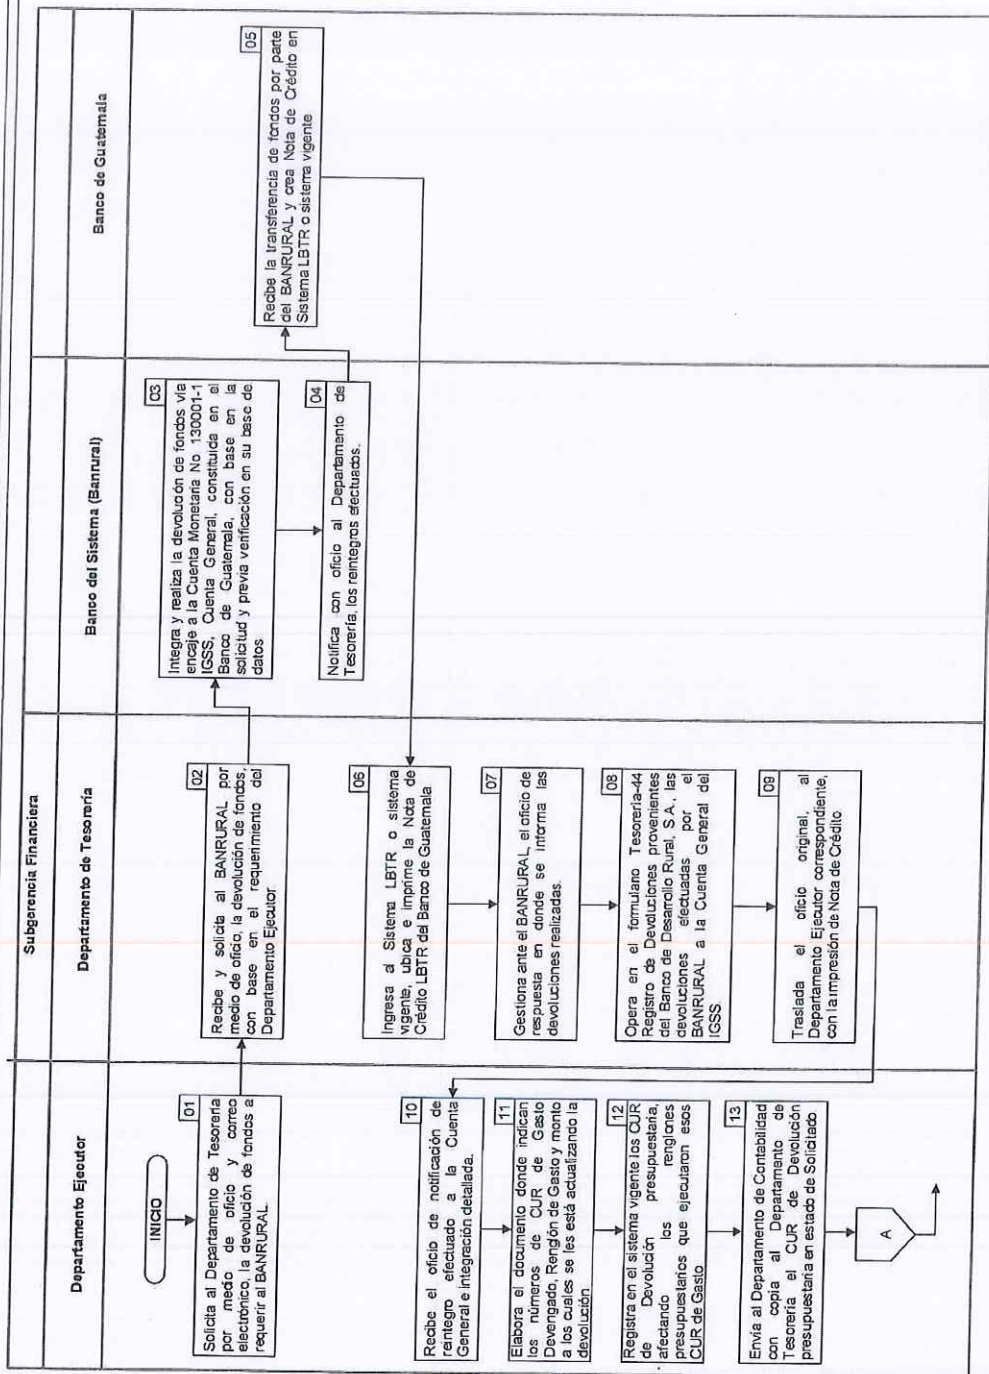 Subgerencia Financiera
Departamento Ejecutor
Departamento de Tesorería
Banco del Sistema (Banrural)
Banco de Guatemala
INICIO
01
Solicita al Departamento de Tesorería
por medio de oficio y correo
electrónico, la devolución de fondos a
requerir al BANRURAL.
02
Recibe y solicita al BANRURAL por
medio de oficio, la devolución de fondos,
con base en el requerimiento del
Departamento Ejecutor
03
Integra y realiza la devolución de fondos vía
encaje a la Cuenta Monetaria No 130001-1
IGSS, Cuenta General, constituida en el
Banco de Guatemala, con base en la
solicitud y previa verificación en su base de
datos
04
Notifica con oficio al Departamento de
Tesorería, los reintegros efectuados.
05
Recibe la transferencia de fondos por parte
del BANRURAL y crea Nota de Crédito en
Sistema LBTR o sistema vigente
06
Ingresa al Sistema LBTR o sistema
vigente, ubica e imprime la Nota de
Crédito LBTR del Banco de Guatemala
07
Gestiona ante el BANRURAL, el oficio de
respuesta en donde se informa las
devoluciones realizadas.
08
Opera en el formulario Tesorería-44
Registro de Devoluciones provenientes
del Banco de Desarrollo Rural, S.A., las
devoluciones efectuadas por el
BANRURAL a la Cuenta General del
IGSS.
09
Traslada el oficio original, al
Departamento Ejecutor correspondiente,
con la impresión de Nota de Crédito
10
Recibe el oficio de notificación de
reintegro efectuado a la Cuenta
General e integración detallada.
11
Elabora el documento donde indican
los números de CUR de Gasto
Devengado, Renglón de Gasto y monto
a los cuales se les está actualizando la
devolución
12
Registra en el sistema vigente los CUR
de Devolución presupuestaria,
afectando los renglones
presupuestarios que ejecutaron esos
CUR de Gasto
13
Envía al Departamento de Contabilidad
con copia al Departamento de
Tesorería el CUR de Devolución
presupuestaria en estado de Solicitado
A